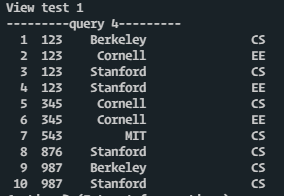 View test 1
---------query 4---------
1 123 Berkeley CS
2 123 Cornell EE
3 123 Stanford CS
4 123 Stanford EE
5 345 Cornell CS
6 345 Cornell EE
7 543 MIT CS
8 876 Stanford CS
9 987 Berkeley CS
10 987 Stanford CS